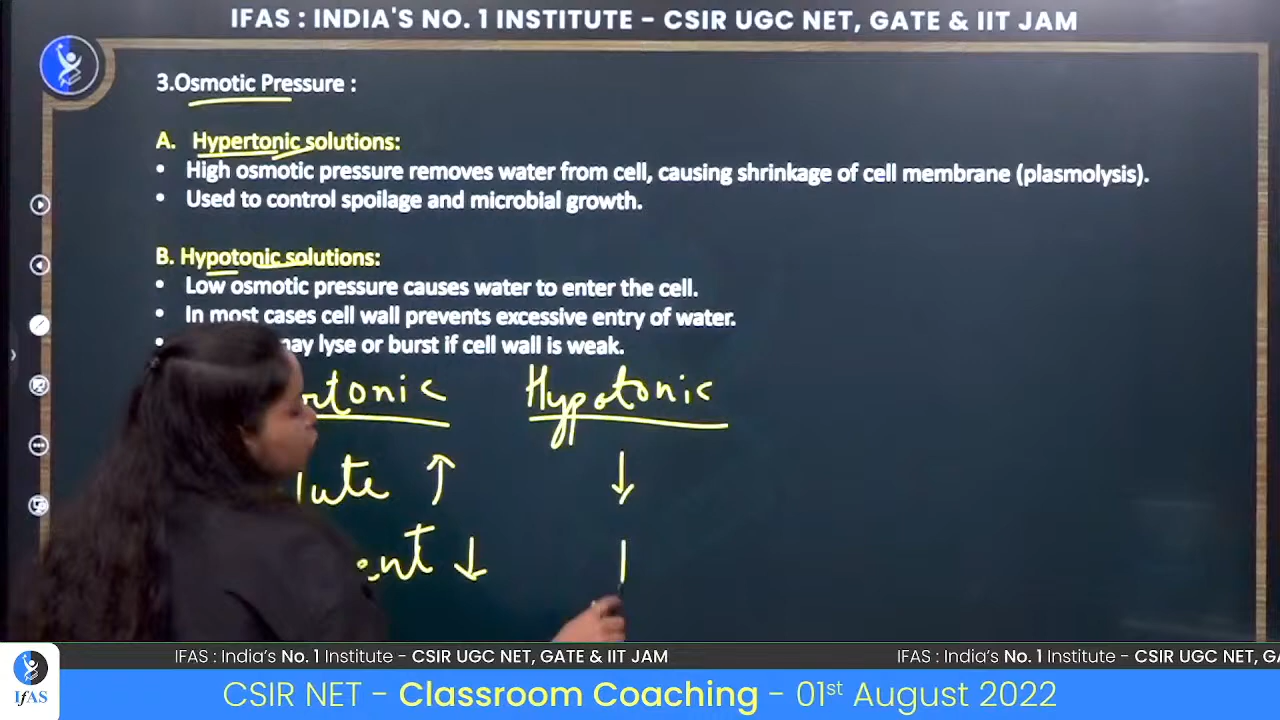 IFAS : INDIA'S NO. 1 INSTITUTE - CSIR UGC NET, GATE & IIT JAM
3.Osmotic Pressure :
A. Hypertonic solutions:
• High osmotic pressure removes water from cell, causing shrinkage of cell membrane (plasmolysis).
• Used to control spoilage and microbial growth.
B. Hypotonic solutions:
• Low osmotic pressure causes water to enter the cell.
• In most cases cell wall prevents excessive entry of water.
• may lyse or burst if cell wall is weak.
rtonic Hypotonic
lute ↑ ↓
ent ↓
IFAS : India's No. 1 Institute - CSIR UGC NET, GATE & IIT JAM IFAS : India's No. 1 Institute - CSIR UGC NET, GA
IfAS
CSIR NET - Classroom Coaching - 01st August 2022